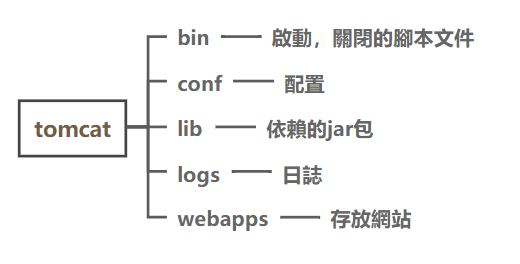 bin 啟動，關閉的腳本文件
conf 配置
tomcat
lib 依賴的jar包
logs 日誌
webapps 存放網站